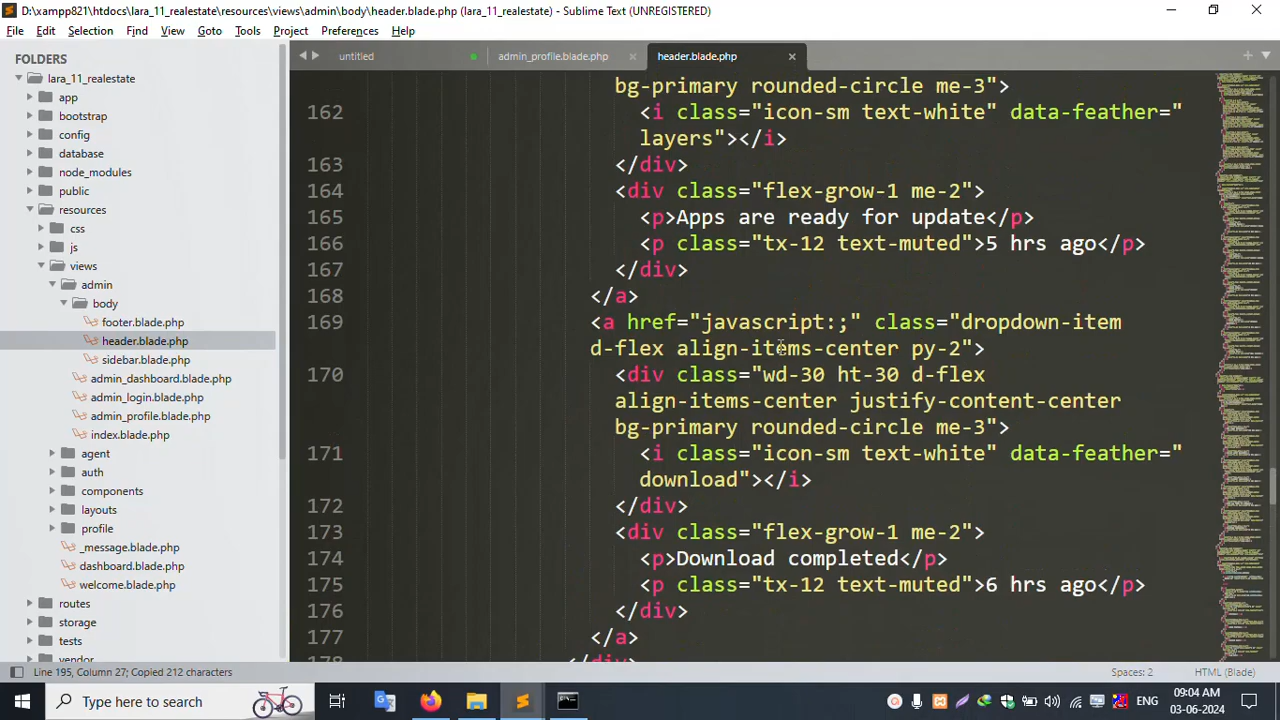 D:\xampp821\htdocs\lara_11_realestate\resources\views\admin\body\header.blade.php (lara_11_realestate) - Sublime Text (UNREGISTERED)
File Edit Selection Find View Goto Tools Project Preferences Help
FOLDERS
lara_11_realestate
app
bootstrap
config
database
node_modules
public
resources
css
js
views
admin
body
footer.blade.php
header.blade.php
sidebar.blade.php
admin_dashboard.blade.php
admin_login.blade.php
admin_profile.blade.php
index.blade.php
agent
auth
components
layouts
profile
_message.blade.php
dashboard.blade.php
welcome.blade.php
routes
storage
tests
vendor
untitled admin_profile.blade.php header.blade.php
bg-primary rounded-circle me-3">
162 <i class="icon-sm text-white" data-feather="
layers"></i>
163 </div>
164 <div class="flex-grow-1 me-2">
165 <p>Apps are ready for update</p>
166 <p class="tx-12 text-muted">5 hrs ago</p>
167 </div>
168 </a>
169 <a href="javascript:;" class="dropdown-item
d-flex align-items-center py-2">
170 <div class="wd-30 ht-30 d-flex
align-items-center justify-content-center
bg-primary rounded-circle me-3">
171 <i class="icon-sm text-white" data-feather="
download"></i>
172 </div>
173 <div class="flex-grow-1 me-2">
174 <p>Download completed</p>
175 <p class="tx-12 text-muted">6 hrs ago</p>
176 </div>
177 </a>
178 </div>
Line 195, Column 27; Copied 212 characters
Spaces: 2 HTML (Blade)
Type here to search
ENG
09:04 AM
03-06-2024